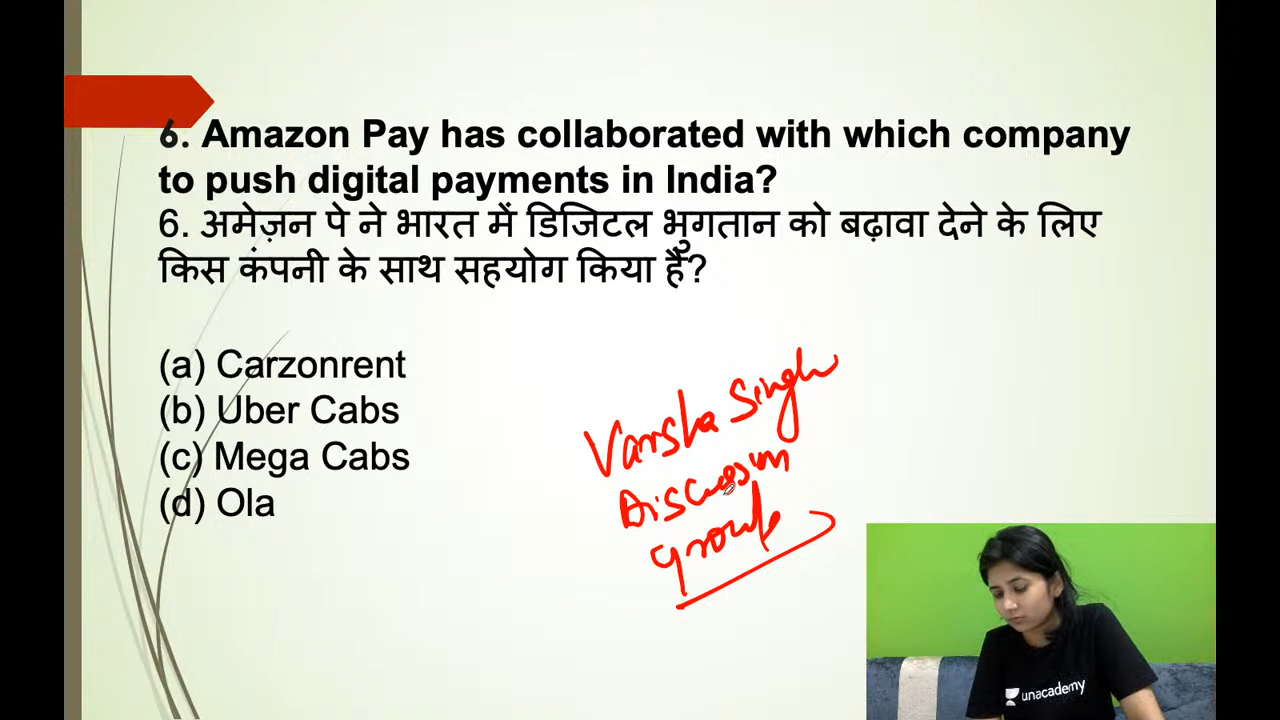 6. Amazon Pay has collaborated with which company
to push digital payments in India?
6. अमेज़न पे ने भारत में डिजिटल भुगतान को बढ़ावा देने के लिए
किस कंपनी के साथ सहयोग किया है?
(a) Carzonrent
(b) Uber Cabs
(c) Mega Cabs
(d) Ola
Varsha Singh
Discussion
group
unacademy